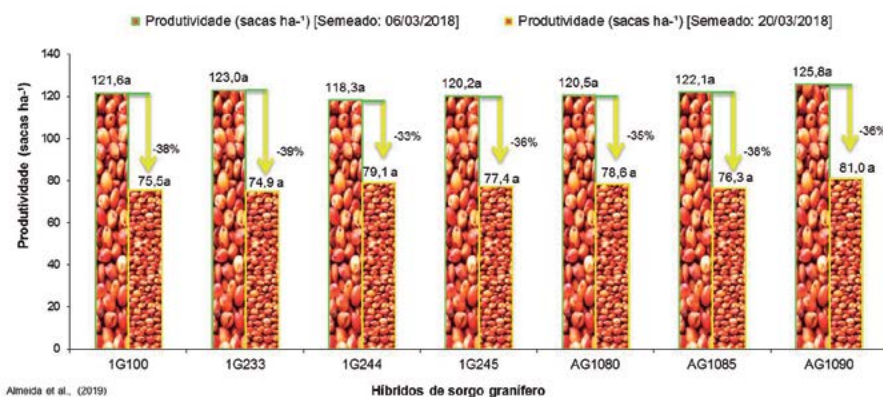 Produtividade (sacas ha-¹) [Semeado: 06/03/2018]
Produtividade (sacas ha-¹) [Semeado: 20/03/2018]
Produtividade (sacas ha-¹)
140
120
100
80
60
40
20
0
121,6a
-38%
75,5a
123,0a
-39%
74,9 a
118,3a
-33%
79,1 a
120,2a
-36%
77,4 a
120,5a
-35%
78,6 a
122,1a
-38%
76,3 a
125,8a
-36%
81,0 a
1G100
1G233
1G244
1G245
AG1080
AG1085
AG1090
Almeida et al., (2019)
Híbridos de sorgo granífero